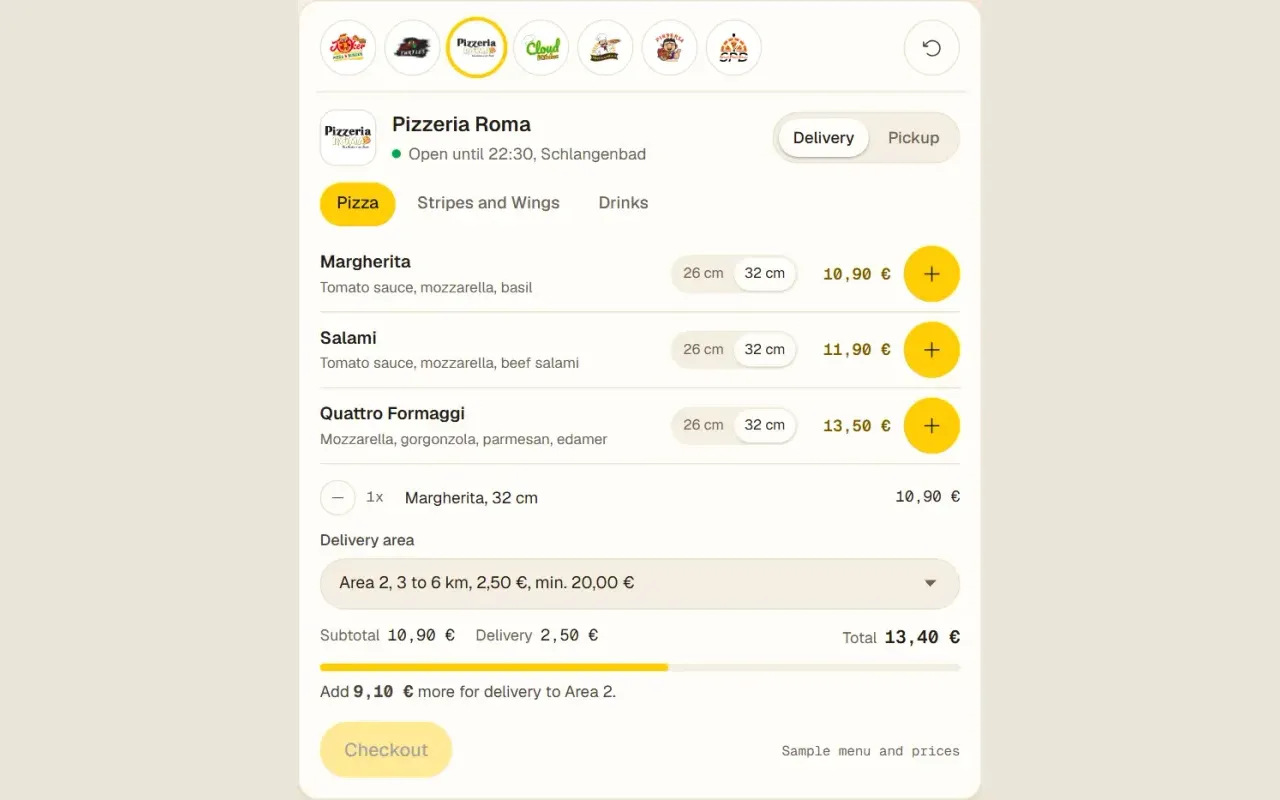 Pizzeria
Cloud
SPB
Pizzeria
Pizzeria Roma
Open until 22:30, Schlangenbad
Delivery
Pickup
Pizza
Stripes and Wings
Drinks
Margherita
Tomato sauce, mozzarella, basil
26 cm
32 cm
10,90 €
+
Salami
Tomato sauce, mozzarella, beef salami
26 cm
32 cm
11,90 €
+
Quattro Formaggi
Mozzarella, gorgonzola, parmesan, edamer
26 cm
32 cm
13,50 €
+
− 1x Margherita, 32 cm 10,90 €
Delivery area
Area 2, 3 to 6 km, 2,50 €, min. 20,00 €
Subtotal 10,90 € Delivery 2,50 € Total 13,40 €
Add 9,10 € more for delivery to Area 2.
Checkout
Sample menu and prices